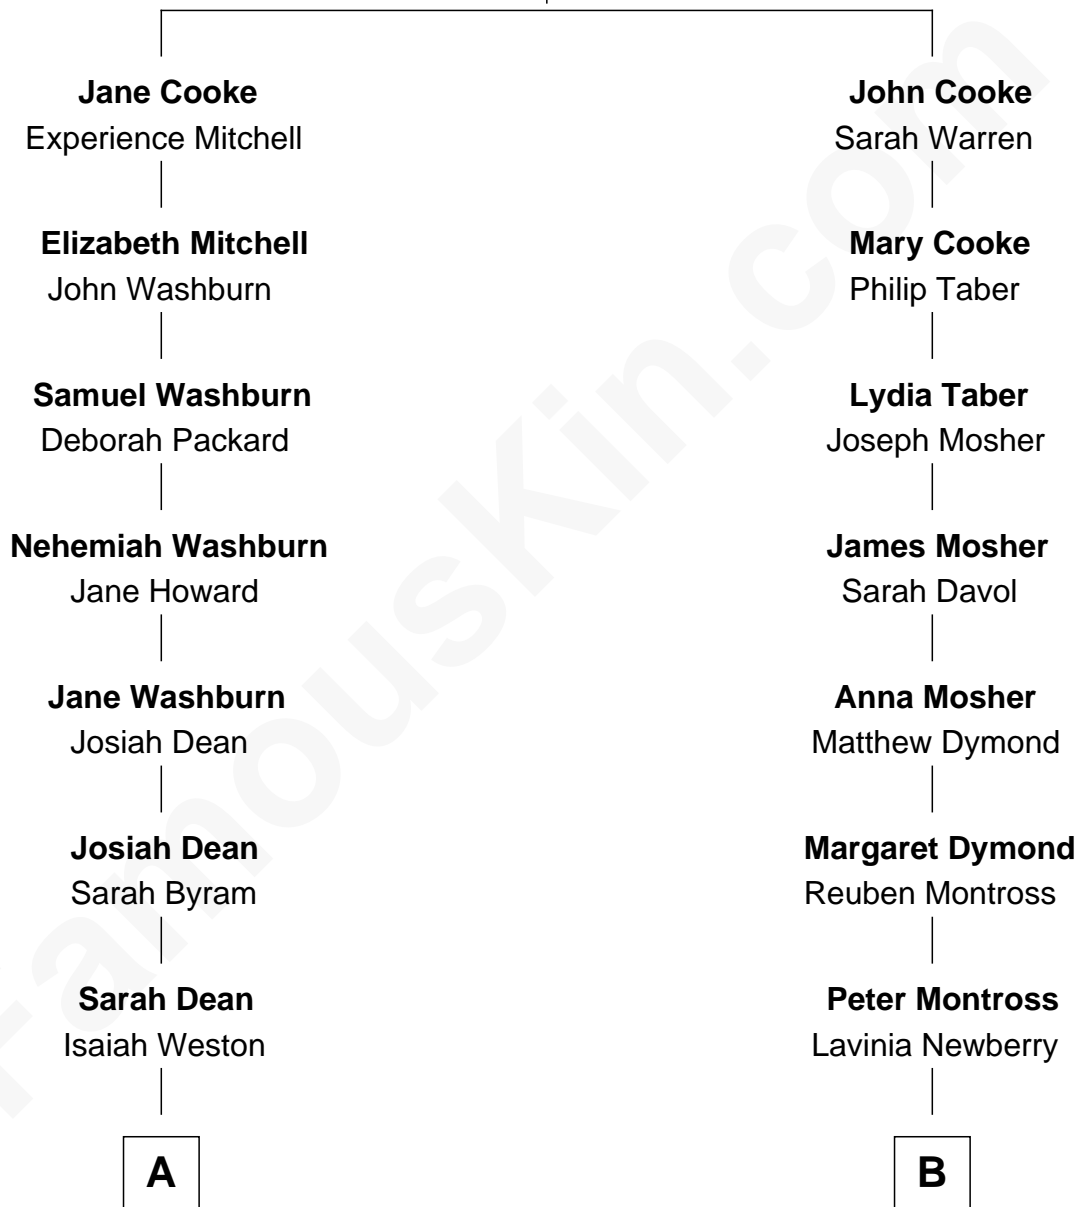 Jane Cooke
Experience Mitchell
Elizabeth Mitchell
John Washburn
Samuel Washburn
Deborah Packard
Nehemiah Washburn
Jane Howard
Jane Washburn
Josiah Dean
Josiah Dean
Sarah Byram
Sarah Dean
Isaiah Weston
A
John Cooke
Sarah Warren
Mary Cooke
Philip Taber
Lydia Taber
Joseph Mosher
James Mosher
Sarah Davol
Anna Mosher
Matthew Dymond
Margaret Dymond
Reuben Montross
Peter Montross
Lavinia Newberry
B
FamousKin.com